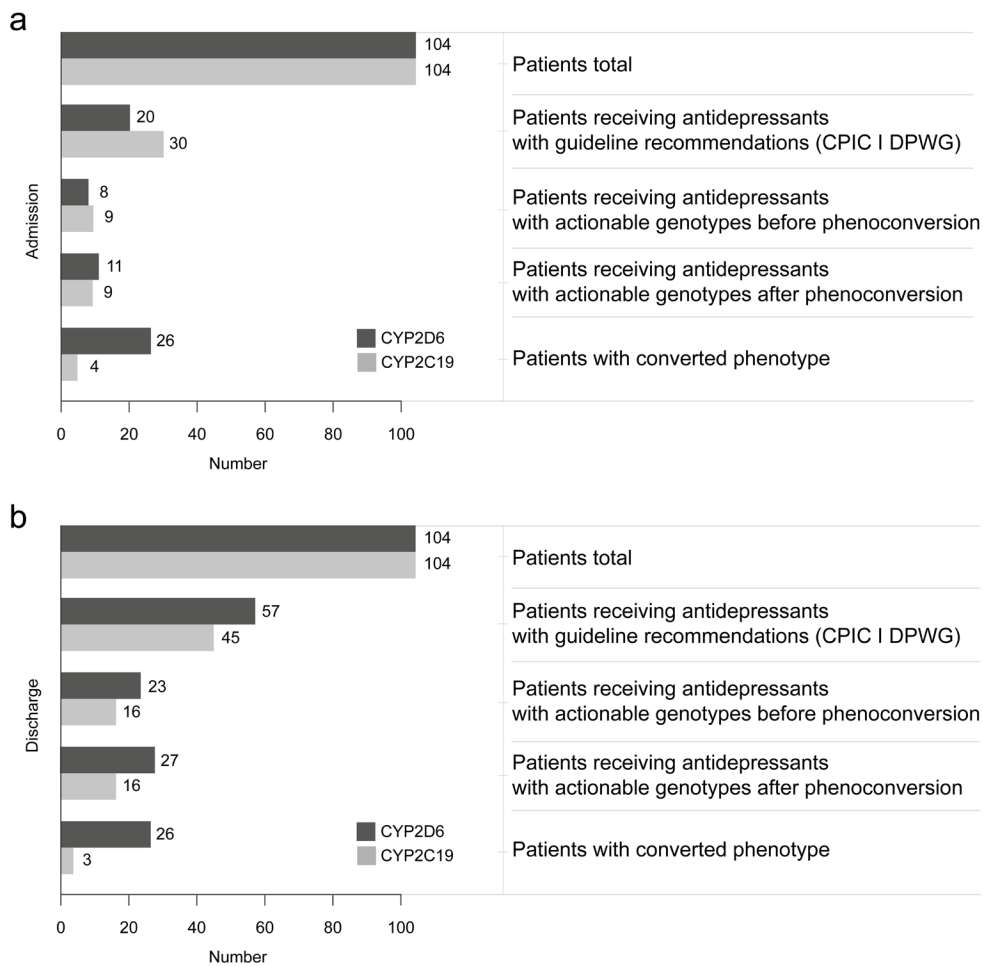 a
104
104
Patients total
20
30
Patients receiving antidepressants
with guideline recommendations (CPIC I DPWG)
8
9
Patients receiving antidepressants
with actionable genotypes before phenoconversion
11
9
Patients receiving antidepressants
with actionable genotypes after phenoconversion
26
4
Patients with converted phenotype
Admission
CYP2D6
CYP2C19
0 20 40 60 80 100
Number
b
104
104
Patients total
57
45
Patients receiving antidepressants
with guideline recommendations (CPIC I DPWG)
23
16
Patients receiving antidepressants
with actionable genotypes before phenoconversion
27
16
Patients receiving antidepressants
with actionable genotypes after phenoconversion
26
3
Patients with converted phenotype
Discharge
CYP2D6
CYP2C19
0 20 40 60 80 100
Number